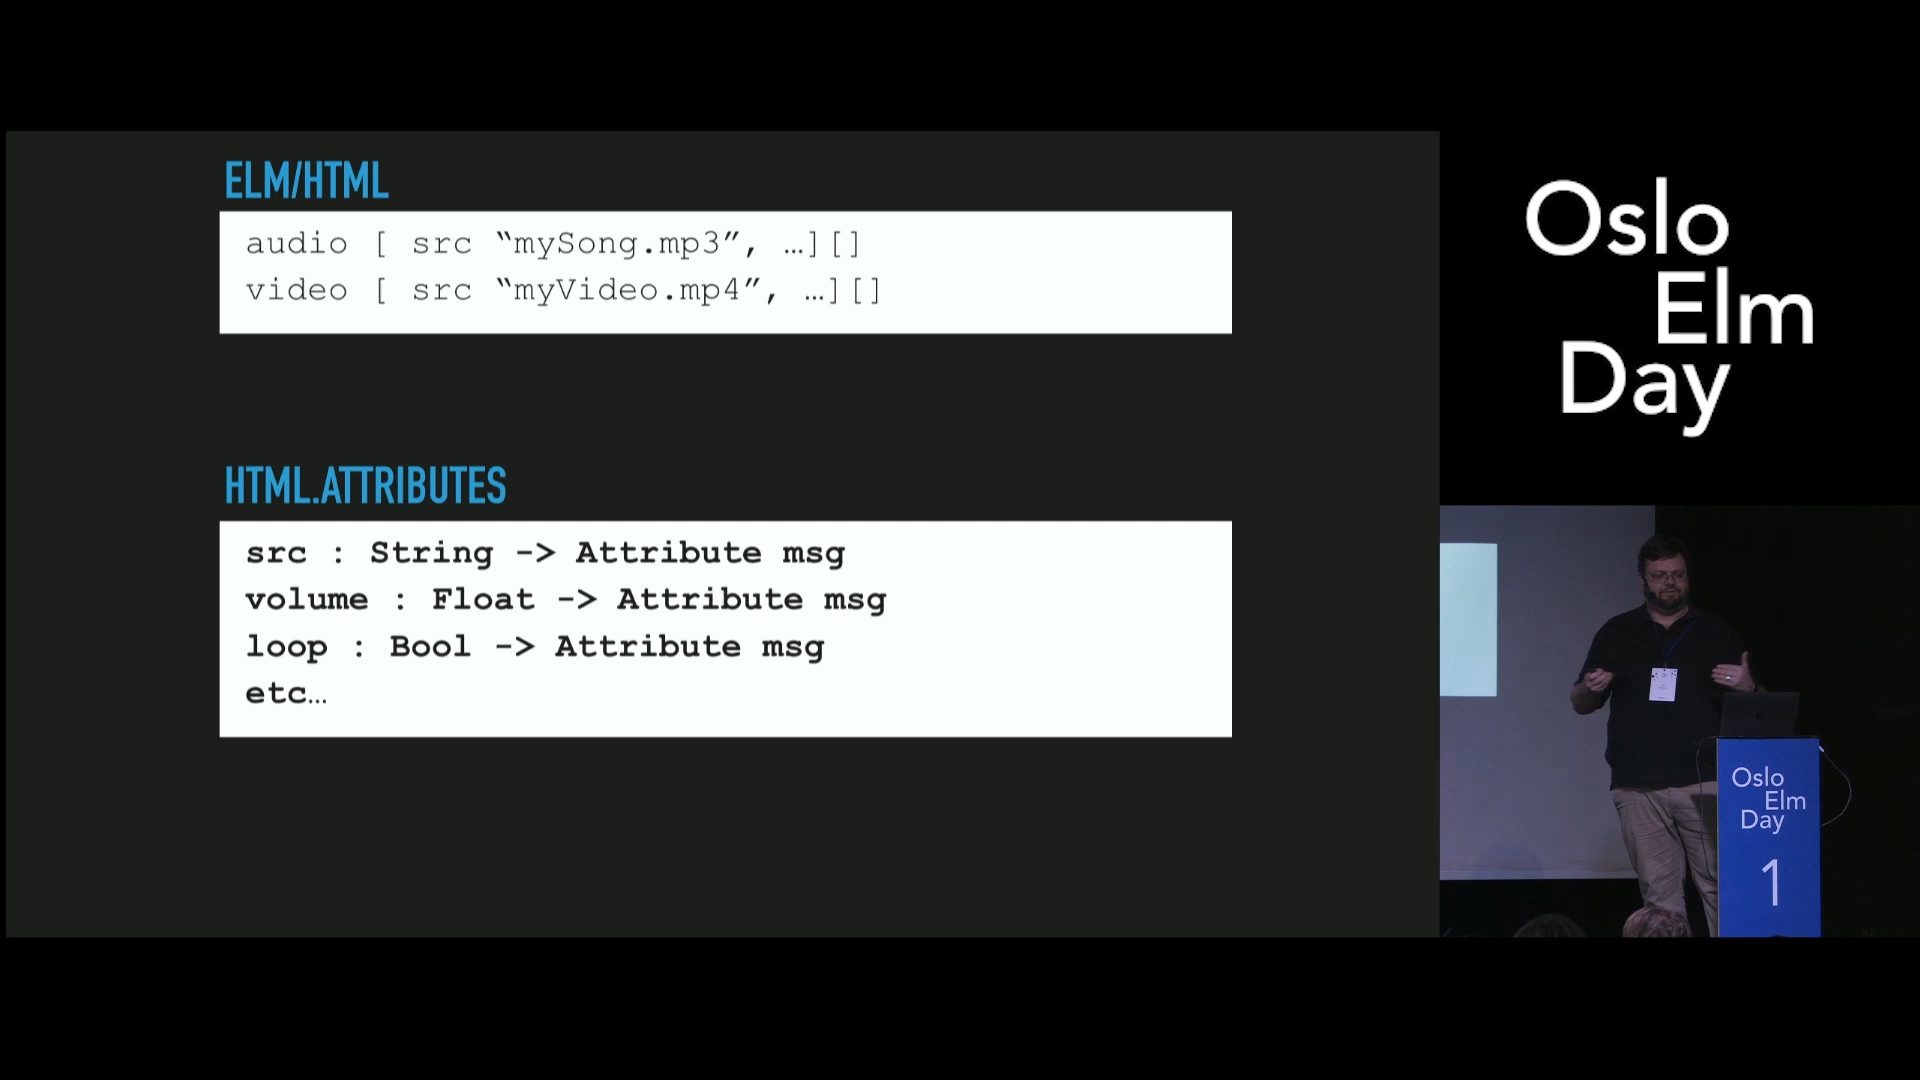 ELM/HTML
audio [ src “mySong.mp3”, …][]
video [ src “myVideo.mp4”, …][]
HTML.ATTRIBUTES
src : String -> Attribute msg
volume : Float -> Attribute msg
loop : Bool -> Attribute msg
etc…
Oslo
Elm
Day
Oslo
Elm
Day
1